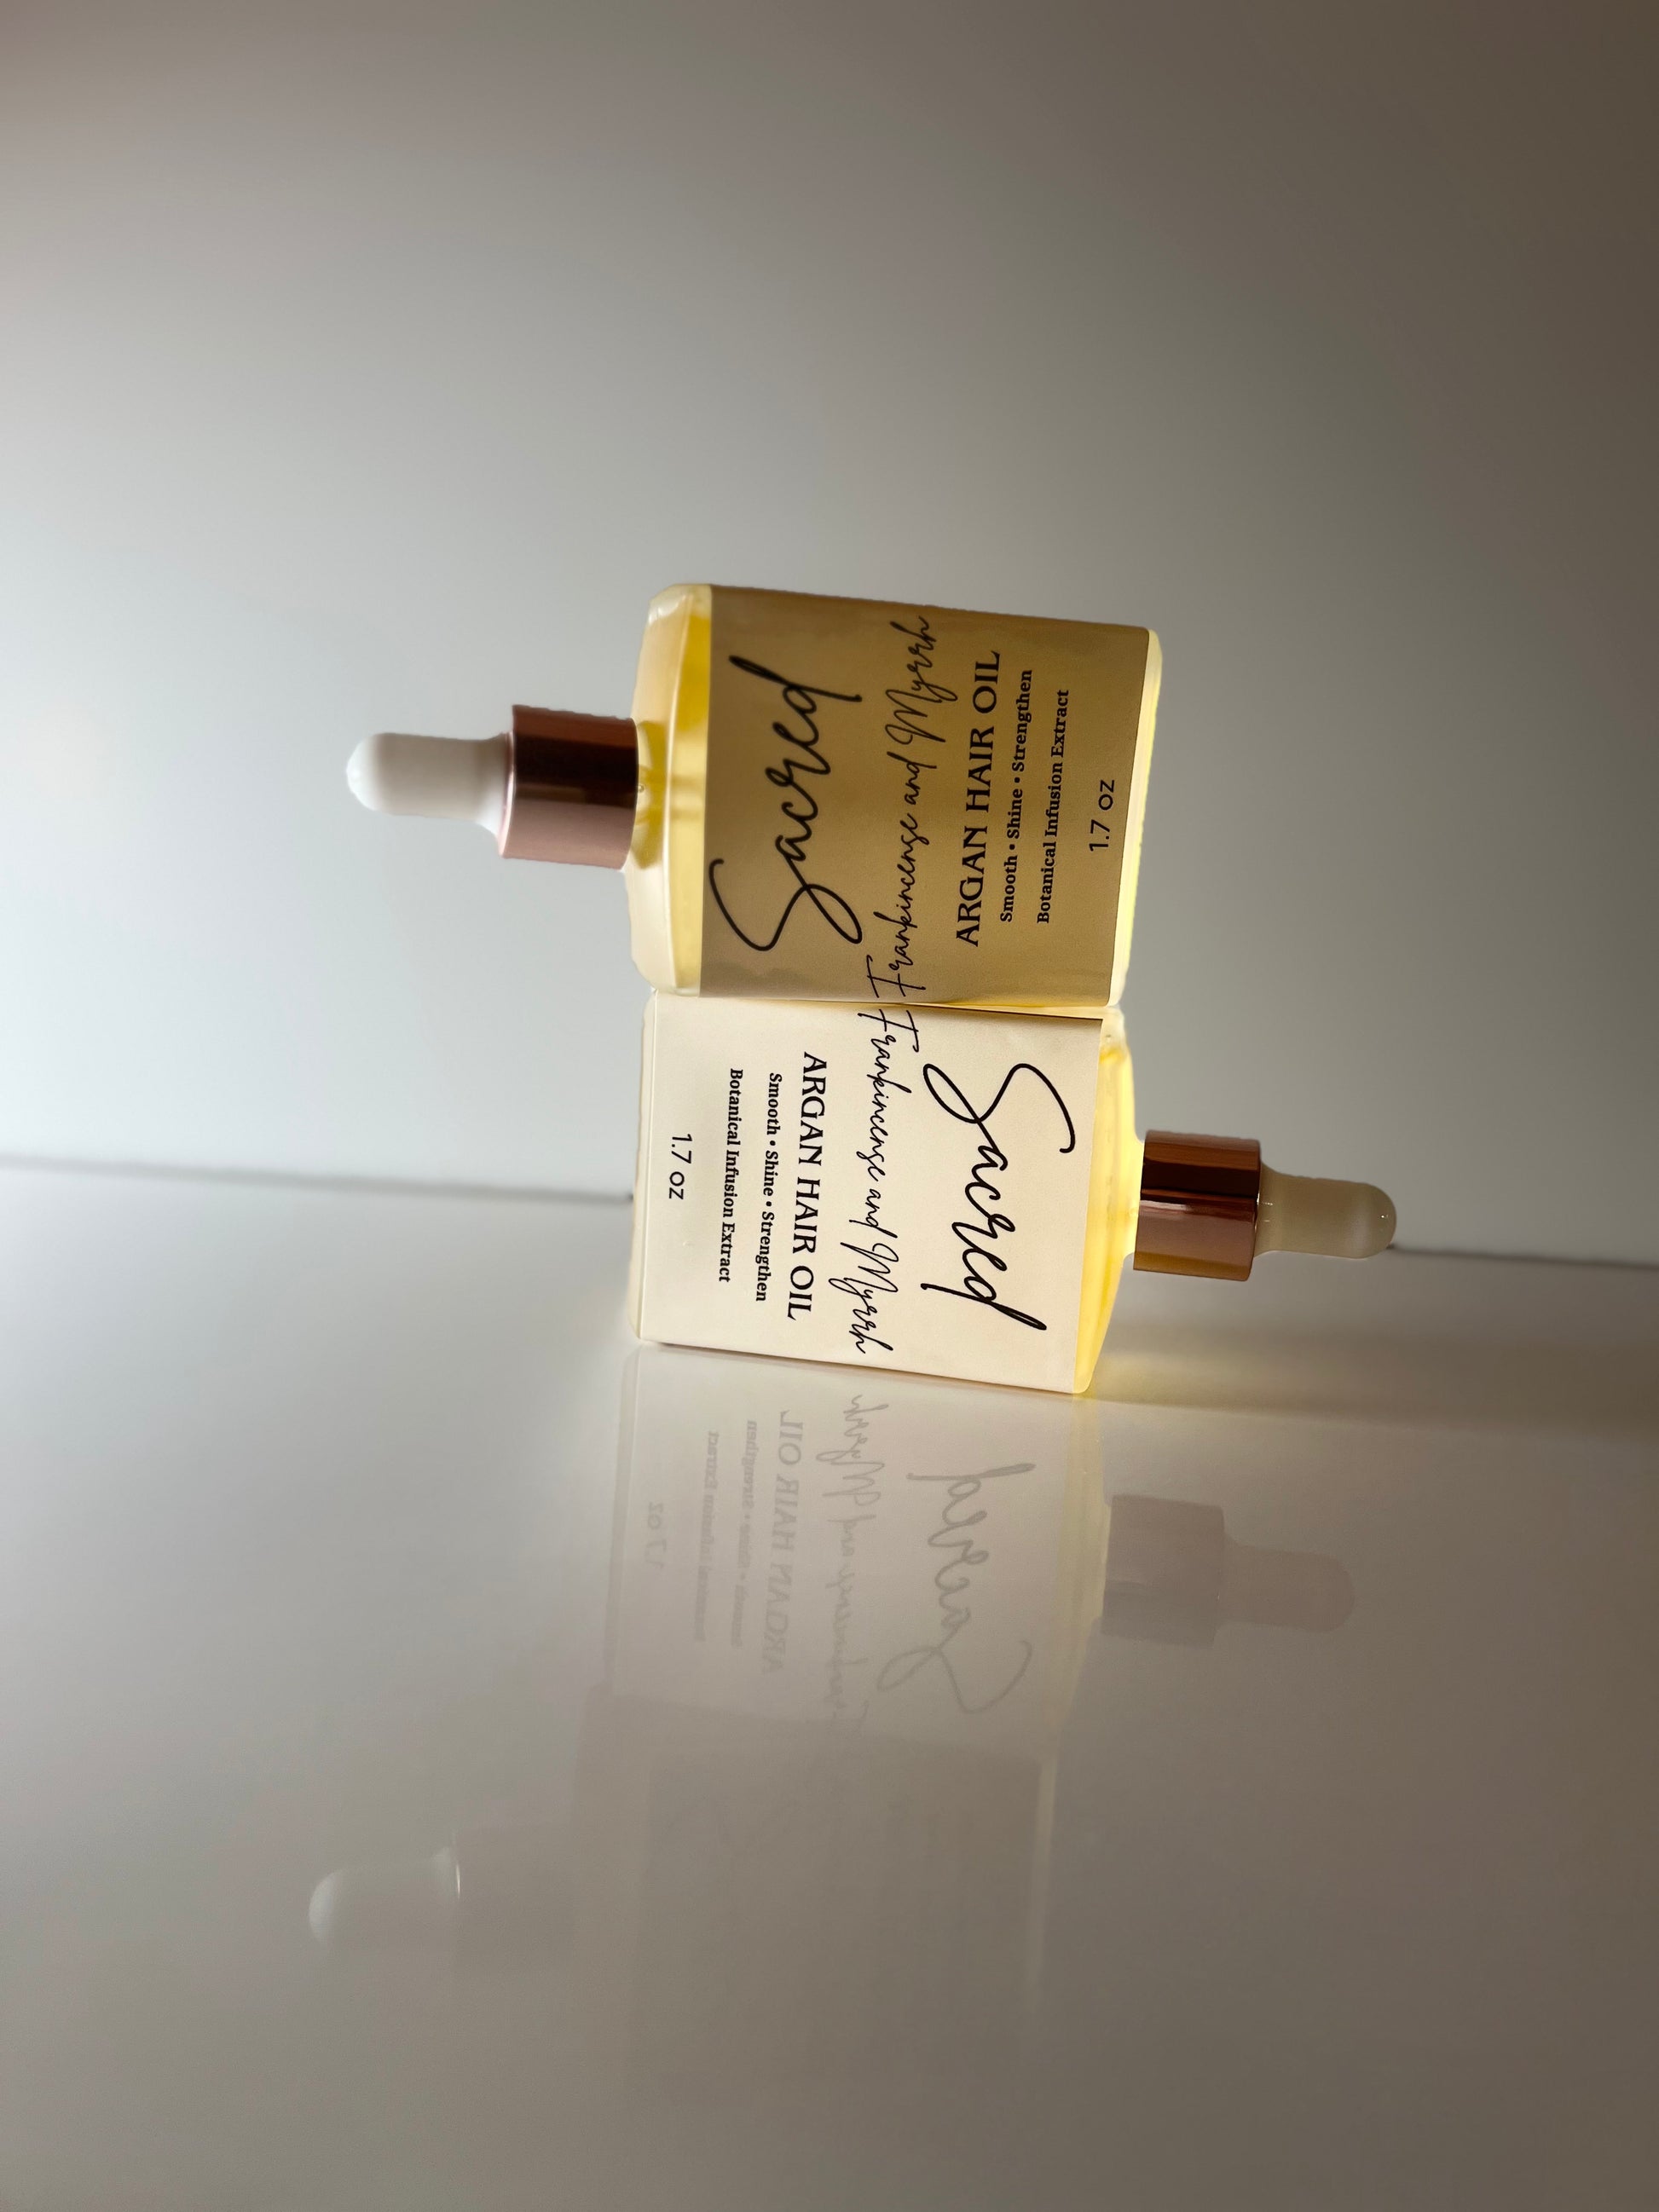 Sacred
Frankincense and Myrrh
ARGAN HAIR OIL
Smooth • Shine • Strengthen
Botanical Infusion Extract
1.7 oz
Sacred
Frankincense and Myrrh
ARGAN HAIR OIL
Smooth • Shine • Strengthen
Botanical Infusion Extract
1.7 oz